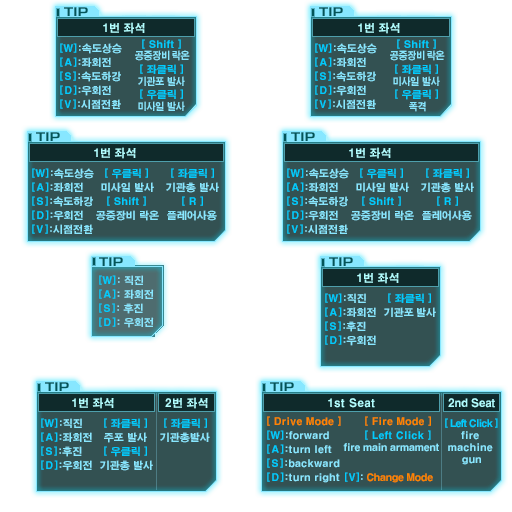 TIP
1번 좌석
[W]:속도상승 [ Shift ]
공중장비 락온
[A]:좌회전 [ 좌클릭 ]
[S]:속도하강 기관포 발사
[D]:우회전 [ 우클릭 ]
[V]:시점전환 미사일 발사
TIP
1번 좌석
[W]:속도상승 [ Shift ]
공중장비 락온
[A]:좌회전 [ 좌클릭 ]
[S]:속도하강 미사일 발사
[D]:우회전 [ 우클릭 ]
[V]:시점전환 폭격
TIP
1번 좌석
[W]:속도상승 [ 우클릭 ] [ 좌클릭 ]
[A]:좌회전 미사일 발사 기관총 발사
[S]:속도하강 [ Shift ] [ R ]
[D]:우회전 공중장비 락온 플레어사용
[V]:시점전환
TIP
1번 좌석
[W]:속도상승 [ 우클릭 ] [ 좌클릭 ]
[A]:좌회전 미사일 발사 기관총 발사
[S]:속도하강 [ Shift ] [ R ]
[D]:우회전 공중장비 락온 플레어사용
[V]:시점전환
TIP
[W]: 직진
[A]: 좌회전
[S]: 후진
[D]: 우회전
TIP
1번 좌석
[W]:직진 [ 좌클릭 ]
[A]:좌회전 기관포 발사
[S]:후진
[D]:우회전
TIP
1번 좌석 2번 좌석
[W]:직진 [ 좌클릭 ] [ 좌클릭 ]
[A]:좌회전 주포 발사 기관총발사
[S]:후진 [ 우클릭 ]
[D]:우회전 기관총 발사
TIP
1st Seat 2nd Seat
[ Drive Mode ] [ Fire Mode ] [Left Click]
[W]:forward [ Left Click ] fire
[A]:turn left fire main armament machine
[S]:backward gun
[D]:turn right [V]: Change Mode